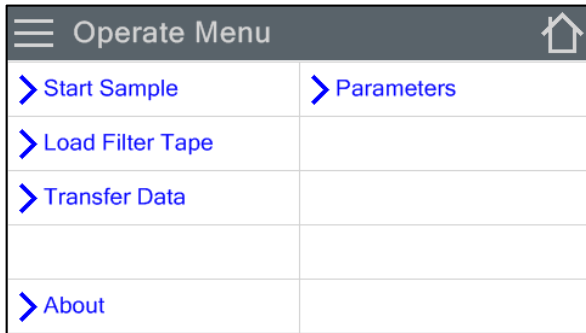 Operate Menu
Start Sample
Parameters
Load Filter Tape
Transfer Data
About